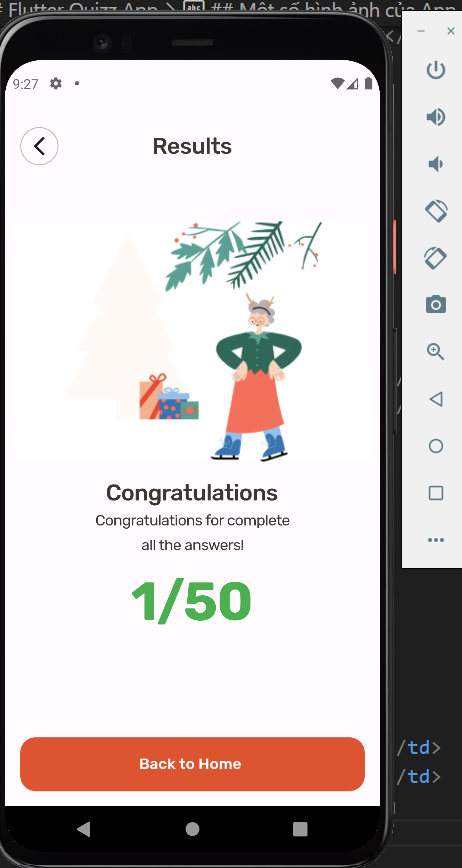 Flutter Quizz App > abc ## Một số hình ảnh của App
9:27
Results
Congratulations
Congratulations for complete
all the answers!
1/50
Back to Home
/td>
/td>